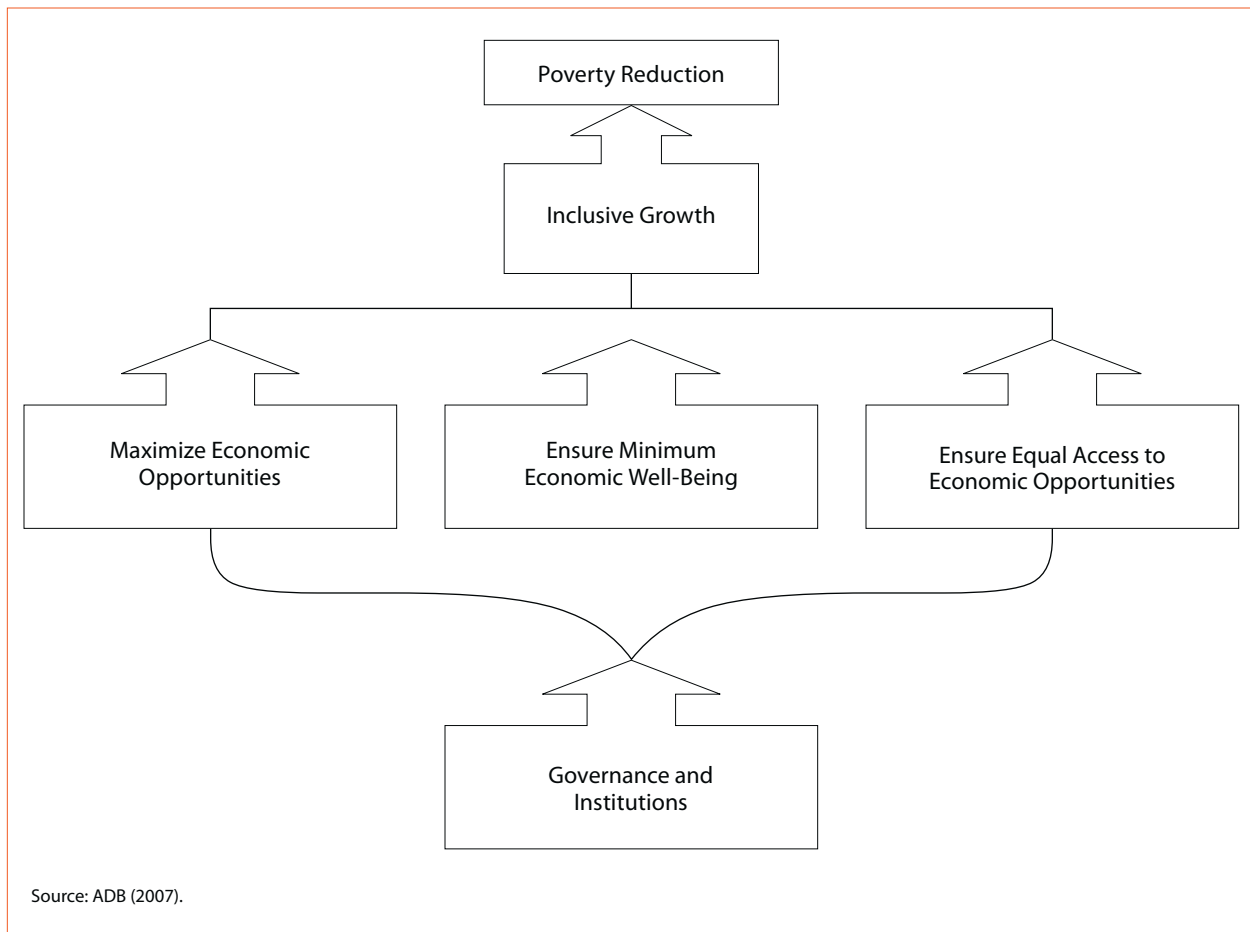 Poverty Reduction
Inclusive Growth
Maximize Economic
Opportunities
Ensure Minimum
Economic Well-Being
Ensure Equal Access to
Economic Opportunities
Governance and
Institutions
Source: ADB (2007).